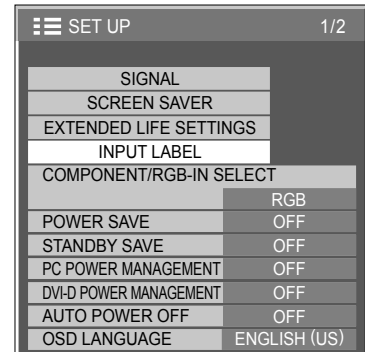 SET UP 1/2
SIGNAL
SCREEN SAVER
EXTENDED LIFE SETTINGS
INPUT LABEL
COMPONENT/RGB-IN SELECT
RGB
POWER SAVE OFF
STANDBY SAVE OFF
PC POWER MANAGEMENT OFF
DVI-D POWER MANAGEMENT OFF
AUTO POWER OFF OFF
OSD LANGUAGE ENGLISH (US)